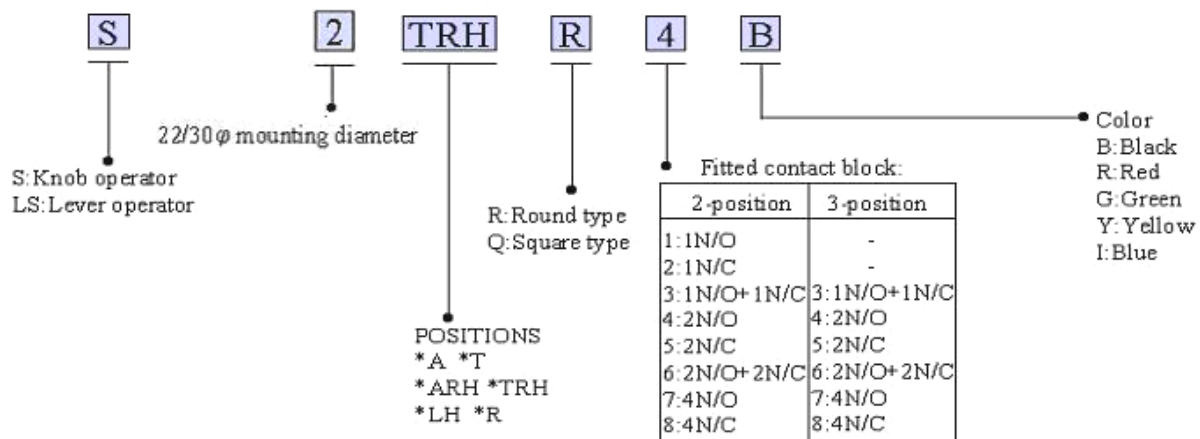 S 2 TRH R 4 B
22/30φ mounting diameter
S:Knob operator
LS:Lever operator
R:Round type
Q:Square type
POSITIONS
*A *T
*ARH *TRH
*LH *R
Fitted contact block:
2-position 3-position
1:1N/O -
2:1N/C -
3:1N/O+1N/C 3:1N/O+1N/C
4:2N/O 4:2N/O
5:2N/C 5:2N/C
6:2N/O+2N/C 6:2N/O+2N/C
7:4N/O 7:4N/O
8:4N/C 8:4N/C
Color
B:Black
R:Red
G:Green
Y:Yellow
I:Blue